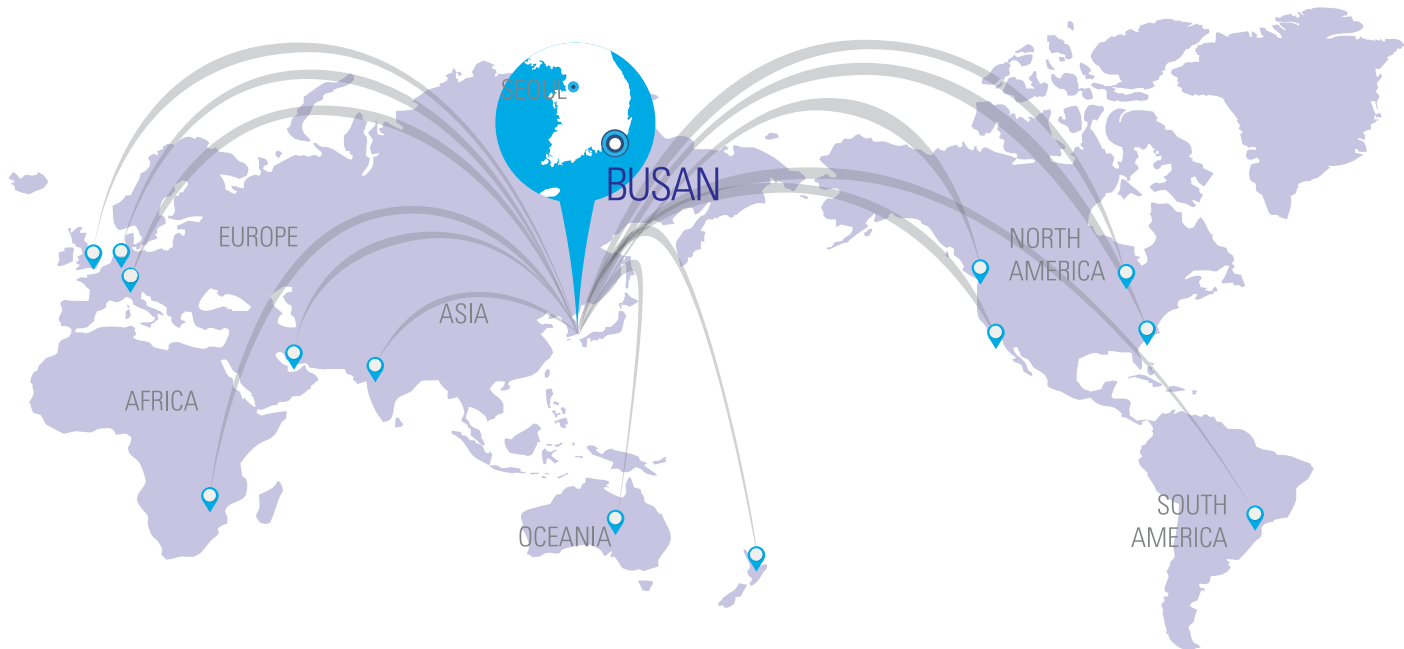 SEOUL
BUSAN
EUROPE
NORTH
AMERICA
ASIA
AFRICA
SOUTH
AMERICA
OCEANIA